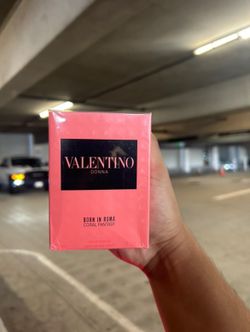 VALENTINO
DONNA
BORN IN ROMA
CORAL FANTASY